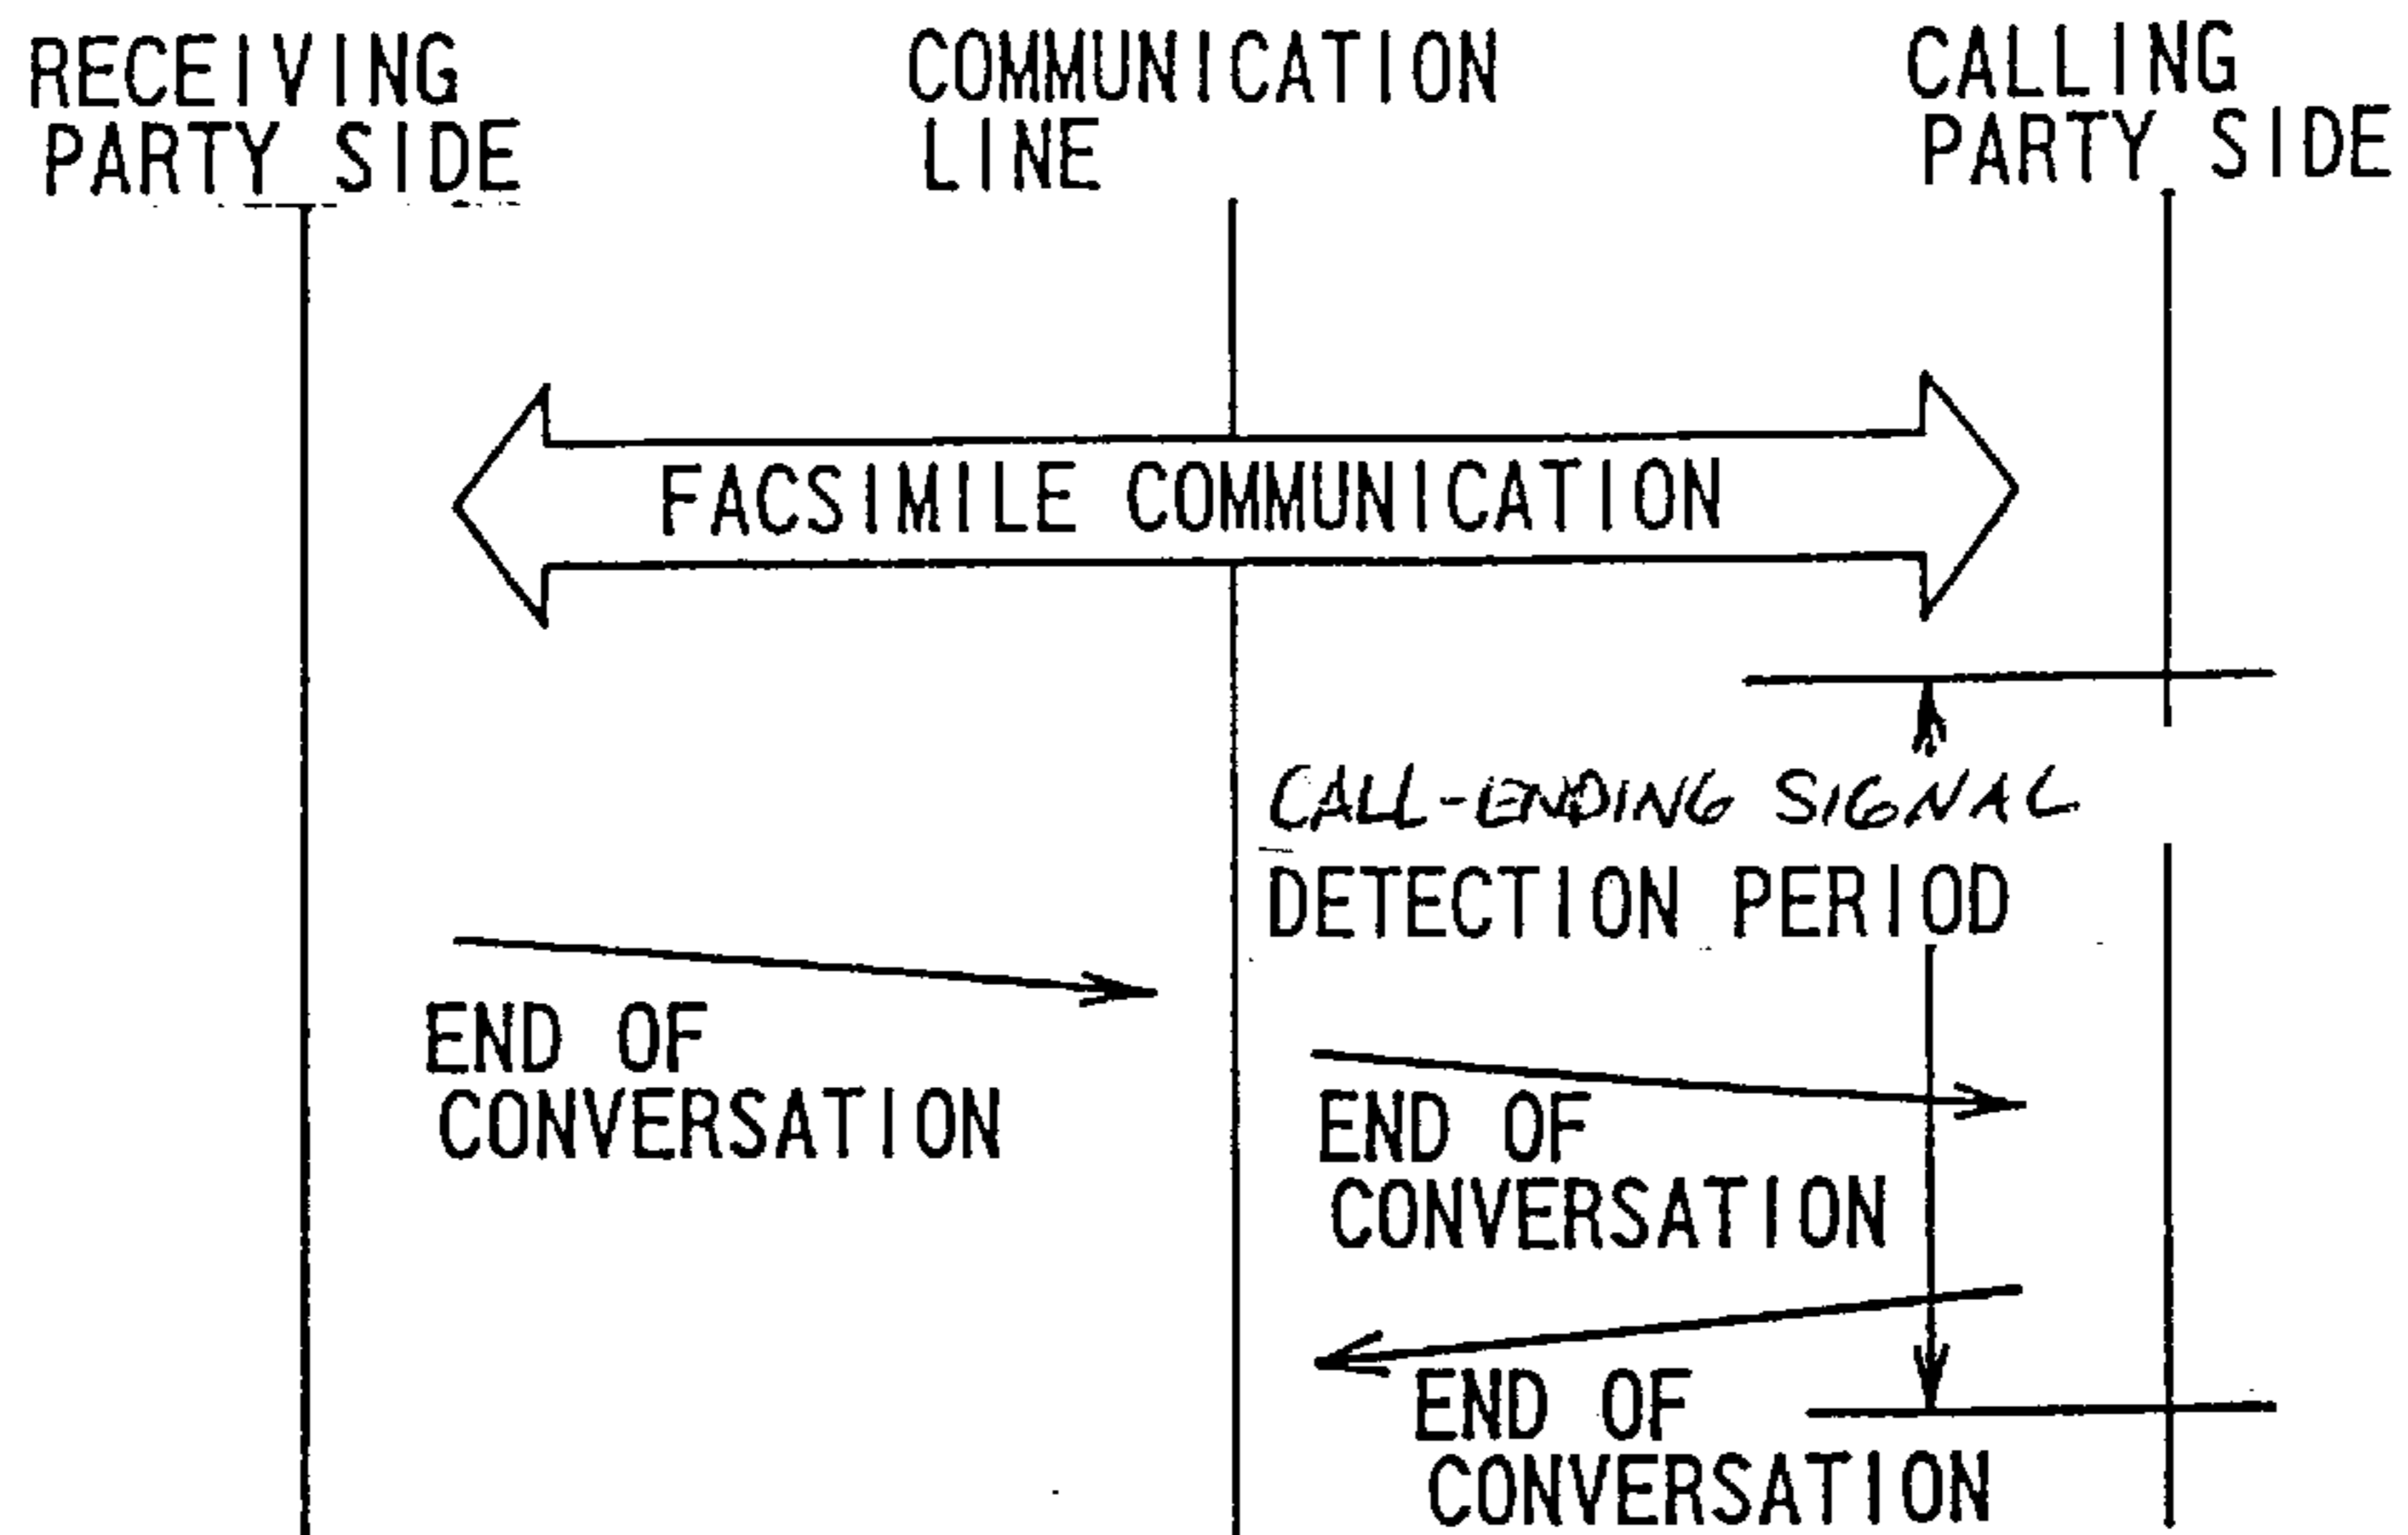 RECEIVING
PARTY SIDE
COMMUNICATION
LINE
CALLING
PARTY SIDE
FACSIMILE COMMUNICATION
CALL-ENDING SIGNAL
DETECTION PERIOD
END OF
CONVERSATION
END OF
CONVERSATION
END OF
CONVERSATION